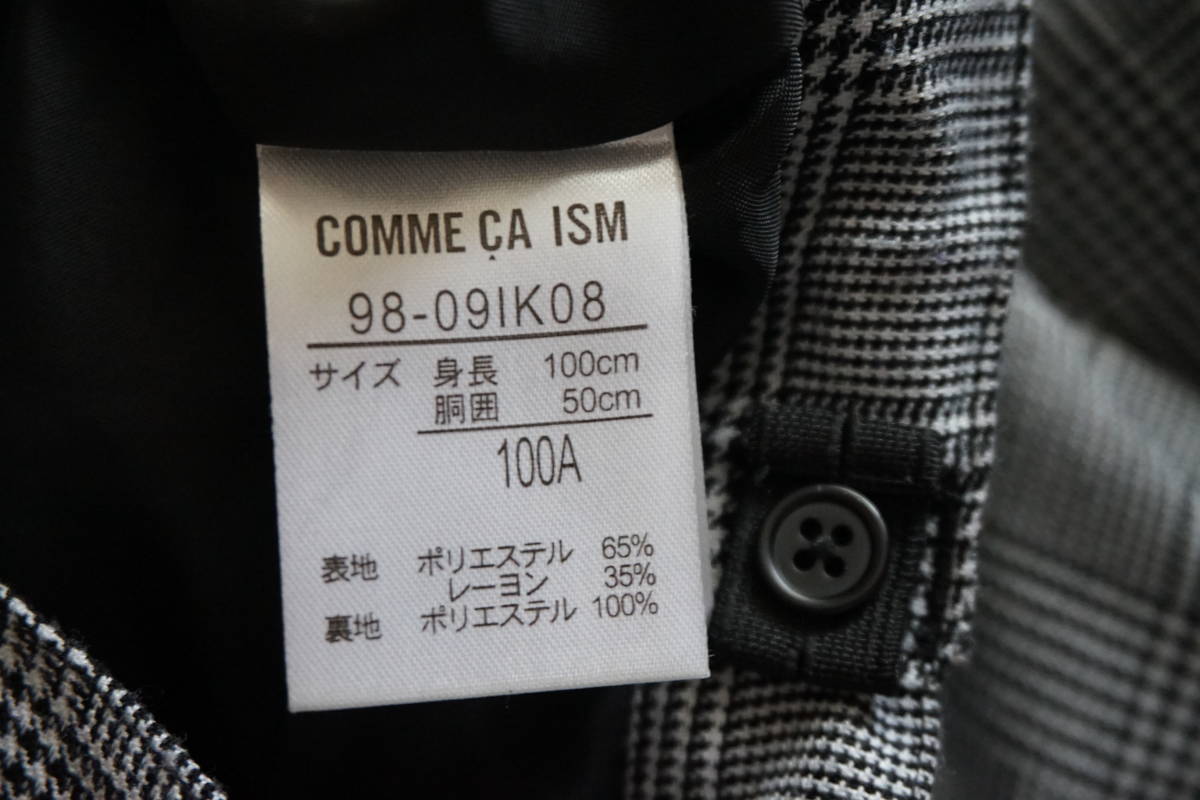 COMME ÇA ISM
98-09IK08
サイズ 身長 100cm
胴囲 50cm
100A
表地 ポリエステル 65%
レーヨン 35%
裏地 ポリエステル 100%